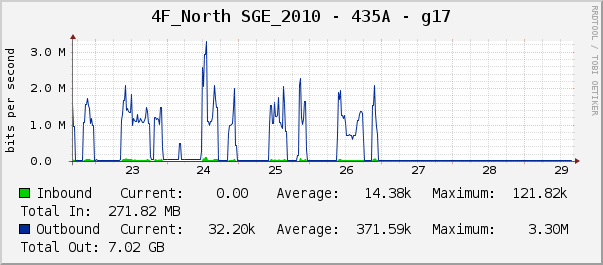 4F_North SGE_2010 - 435A - g17
RRDTOOL / TOBI OETIKER
bits per second
3.0 M
2.0 M
1.0 M
0.0
23 24 25 26 27 28 29
Inbound Current: 0.00 Average: 14.38k Maximum: 121.82k
Total In: 271.82 MB
Outbound Current: 32.20k Average: 371.59k Maximum: 3.30M
Total Out: 7.02 GB